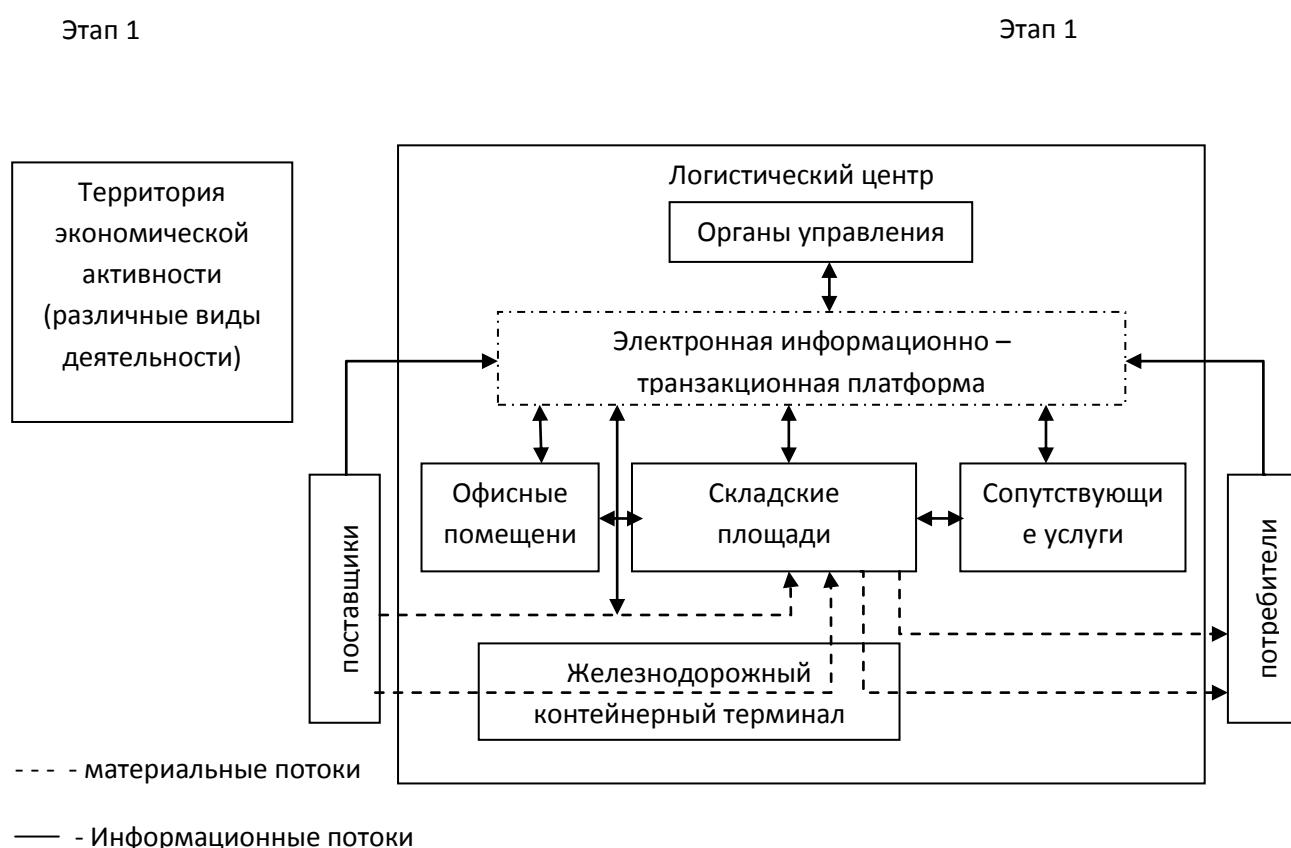 Этап 1
Этап 1
Территория
экономической
активности
(различные виды
деятельности)
Логистический центр
Органы управления
Электронная информационно –
транзакционная платформа
Офисные
помещени
Складские
площади
Сопутствующи
е услуги
поставщики
потребители
Железнодорожный
контейнерный терминал
- - - - материальные потоки
—— - Информационные потоки